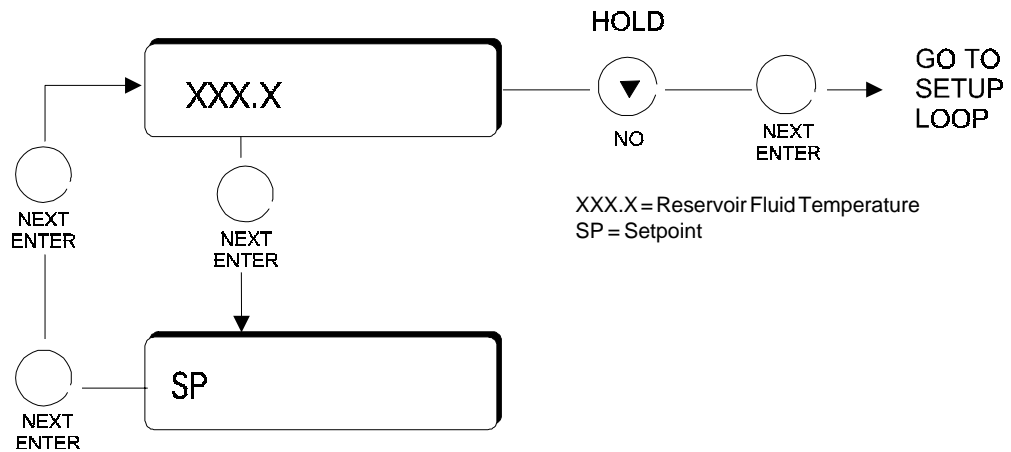 HOLD
XXX.X
▼
NO
NEXT
ENTER
GO TO
SETUP
LOOP
NEXT
ENTER
NEXT
ENTER
XXX.X = Reservoir Fluid Temperature
SP = Setpoint
SP
NEXT
ENTER